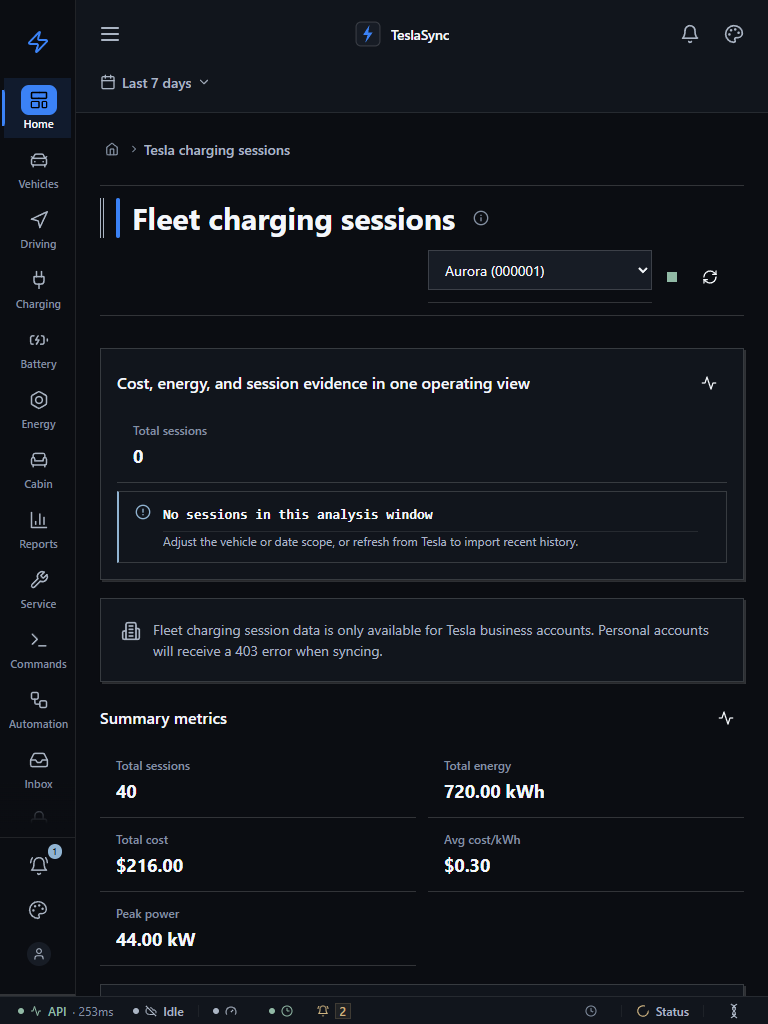 TeslaSync
Last 7 days
Home
Vehicles
Driving
Charging
Battery
Energy
Cabin
Reports
Service
Commands
Automation
Inbox
1
Tesla charging sessions
Fleet charging sessions
Aurora (000001)
Cost, energy, and session evidence in one operating view
Total sessions
0
No sessions in this analysis window
Adjust the vehicle or date scope, or refresh from Tesla to import recent history.
Fleet charging session data is only available for Tesla business accounts. Personal accounts
will receive a 403 error when syncing.
Summary metrics
Total sessions
40
Total energy
720.00 kWh
Total cost
$216.00
Avg cost/kWh
$0.30
Peak power
44.00 kW
API · 253ms
Idle
2
Status